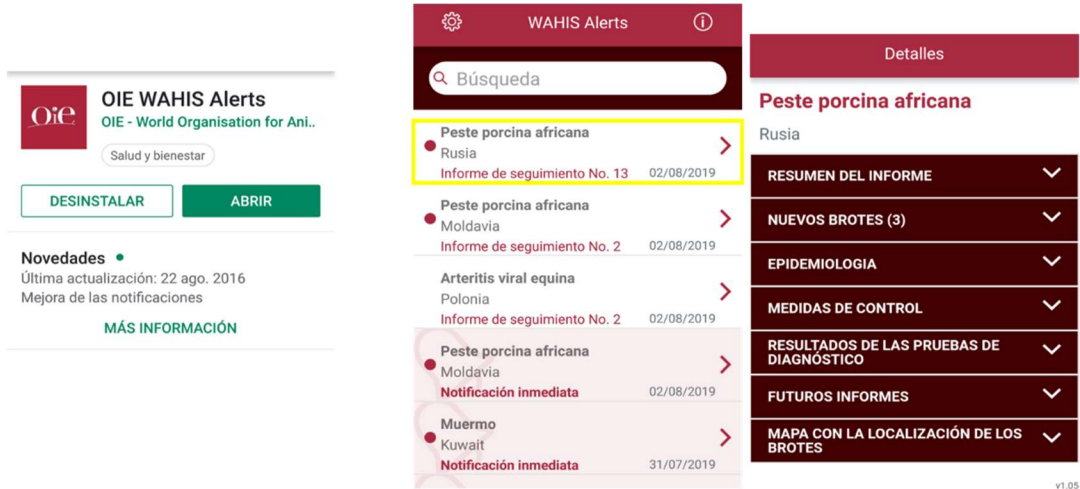 Oie
OIE WAHIS Alerts
OIE - World Organisation for Ani..
Salud y bienestar
DESINSTALAR
ABRIR
Novedades
Última actualización: 22 ago. 2016
Mejora de las notificaciones
MÁS INFORMACIÓN
WAHIS Alerts
Búsqueda
Peste porcina africana
Rusia
Informe de seguimiento No. 13 02/08/2019
Peste porcina africana
Moldavia
Informe de seguimiento No. 2 02/08/2019
Arteritis viral equina
Polonia
Informe de seguimiento No. 2 02/08/2019
Peste porcina africana
Moldavia
Notificación inmediata 02/08/2019
Muermo
Kuwait
Notificación inmediata 31/07/2019
Detalles
Peste porcina africana
Rusia
RESUMEN DEL INFORME
NUEVOS BROTES (3)
EPIDEMIOLOGIA
MEDIDAS DE CONTROL
RESULTADOS DE LAS PRUEBAS DE
DIAGNÓSTICO
FUTUROS INFORMES
MAPA CON LA LOCALIZACIÓN DE LOS
BROTES
v1.05